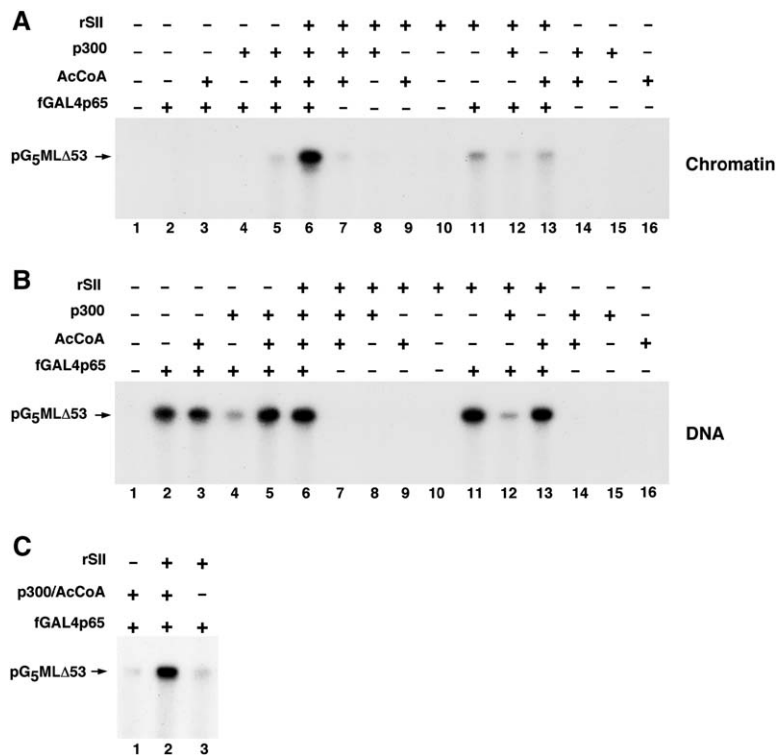 A
rSII − − − − − + + + + + + + + − − −
p300 − − − + + + + + − − − + − + + −
AcCoA − − + − + + + − + − − − + + − +
fGAL4p65 − + + + + + − − − − + + + − − −
pG5MLΔ53 →
Chromatin
1 2 3 4 5 6 7 8 9 10 11 12 13 14 15 16
B
rSII − − − − − + + + + + + + + − − −
p300 − − − + + + + + − − − + − + + −
AcCoA − − + − + + + − + − − − + + − +
fGAL4p65 − + + + + + − − − − + + + − − −
pG5MLΔ53 →
DNA
1 2 3 4 5 6 7 8 9 10 11 12 13 14 15 16
C
rSII − + +
p300/AcCoA + + −
fGAL4p65 + + +
pG5MLΔ53 →
1 2 3